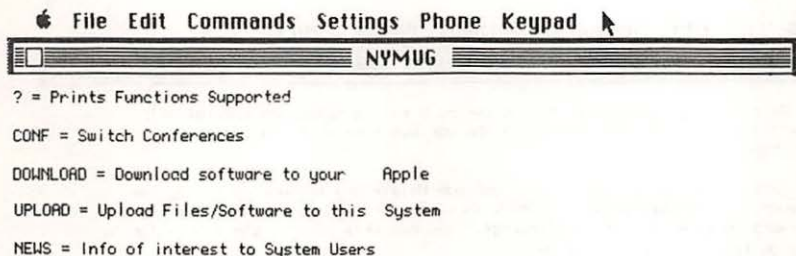 File Edit Commands Settings Phone Keypad
NYMUG
? = Prints Functions Supported
CONF = Switch Conferences
DOWNLOAD = Download software to your Apple
UPLOAD = Upload Files/Software to this System
NEWS = Info of interest to System Users